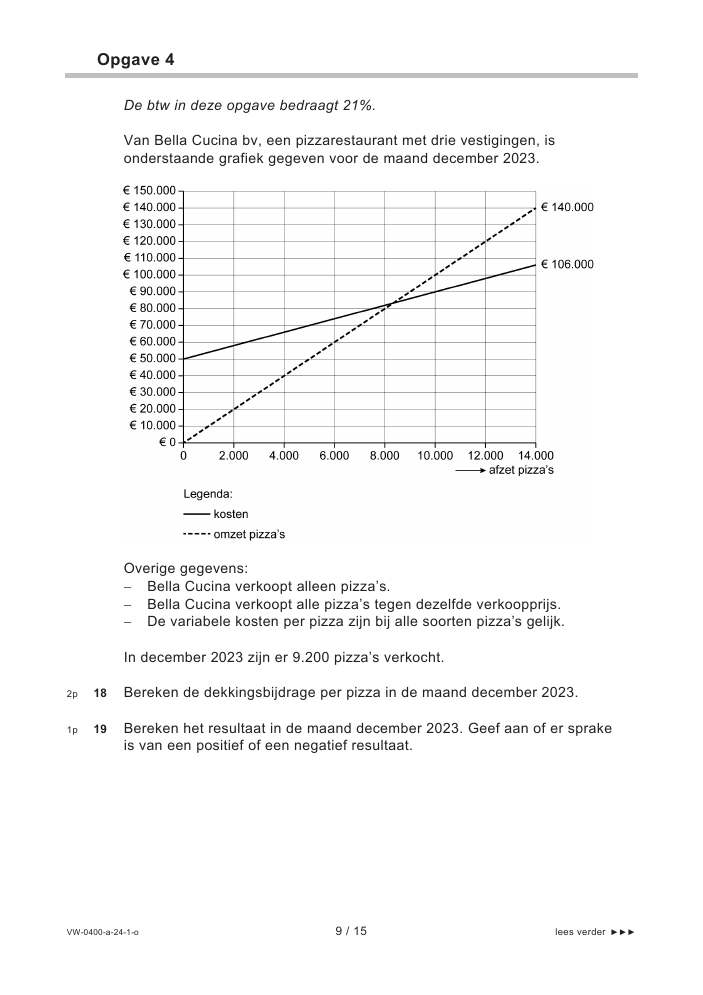 Opgave 4
De btw in deze opgave bedraagt 21%.
Van Bella Cucina bv, een pizzarestaurant met drie vestigingen, is
onderstaande grafiek gegeven voor de maand december 2023.
€ 150.000
€ 140.000
€ 130.000
€ 120.000
€ 110.000
€ 100.000
€ 90.000
€ 80.000
€ 70.000
€ 60.000
€ 50.000
€ 40.000
€ 30.000
€ 20.000
€ 10.000
€ 0
€ 140.000
€ 106.000
0 2.000 4.000 6.000 8.000 10.000 12.000 14.000
afzet pizza's
Legenda:
kosten
omzet pizza's
Overige gegevens:
– Bella Cucina verkoopt alleen pizza's.
– Bella Cucina verkoopt alle pizza's tegen dezelfde verkoopprijs.
– De variabele kosten per pizza zijn bij alle soorten pizza's gelijk.
In december 2023 zijn er 9.200 pizza's verkocht.
2p 18 Bereken de dekkingsbijdrage per pizza in de maand december 2023.
1p 19 Bereken het resultaat in de maand december 2023. Geef aan of er sprake
is van een positief of een negatief resultaat.
VW-0400-a-24-1-o 9 / 15 lees verder ►►►